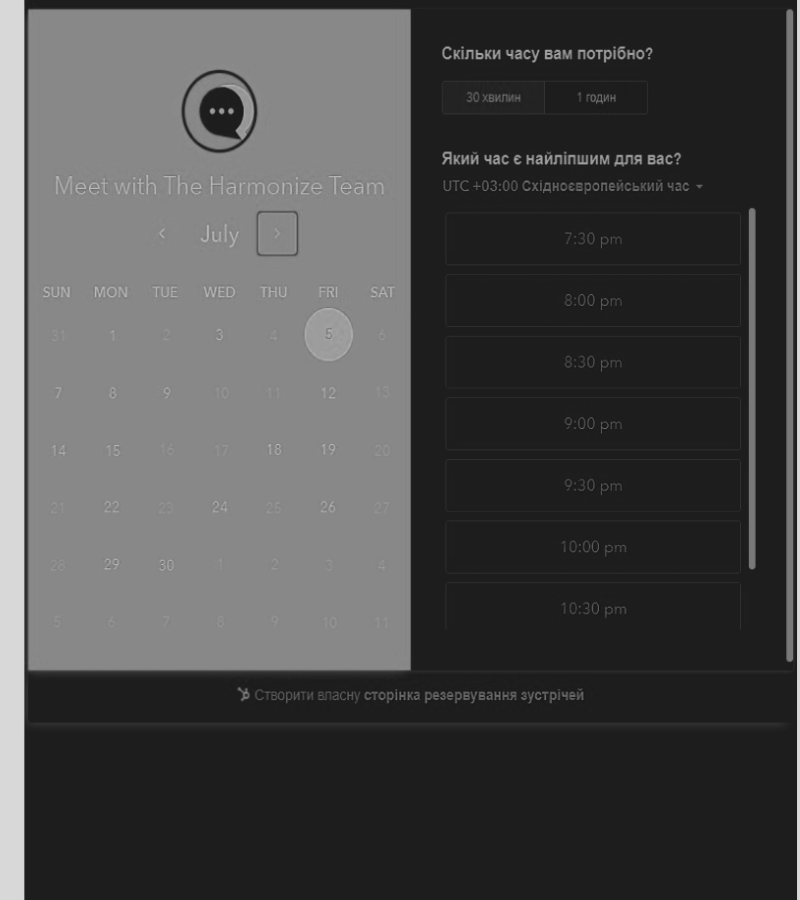 Meet with The Harmonize Team
July
SUN MON TUE WED THU FRI SAT
31 1 2 3 4 5 6
7 8 9 10 11 12 13
14 15 16 17 18 19 20
21 22 23 24 25 26 27
28 29 30 1 2 3 4
5 6 7 8 9 10 11
Скільки часу вам потрібно?
30 хвилин 1 годин
Який час є найліпшим для вас?
UTC +03:00 Східноєвропейський час
7:30 pm
8:00 pm
8:30 pm
9:00 pm
9:30 pm
10:00 pm
10:30 pm
Створити власну сторінка резервування зустрічей